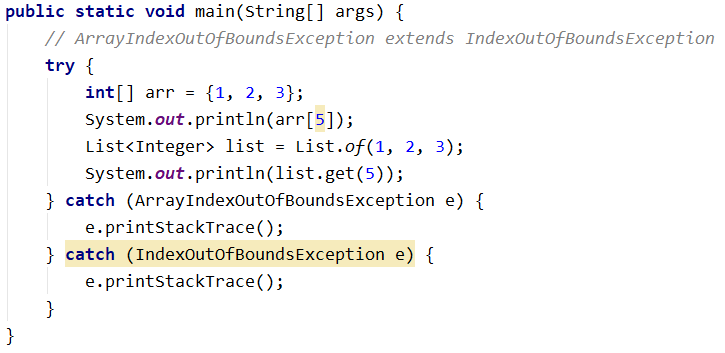 public static void main(String[] args) {
    // ArrayIndexOutOfBoundsException extends IndexOutOfBoundsException
    try {
        int[] arr = {1, 2, 3};
        System.out.println(arr[5]);
        List<Integer> list = List.of(1, 2, 3);
        System.out.println(list.get(5));
    } catch (ArrayIndexOutOfBoundsException e) {
        e.printStackTrace();
    } catch (IndexOutOfBoundsException e) {
        e.printStackTrace();
    }
}